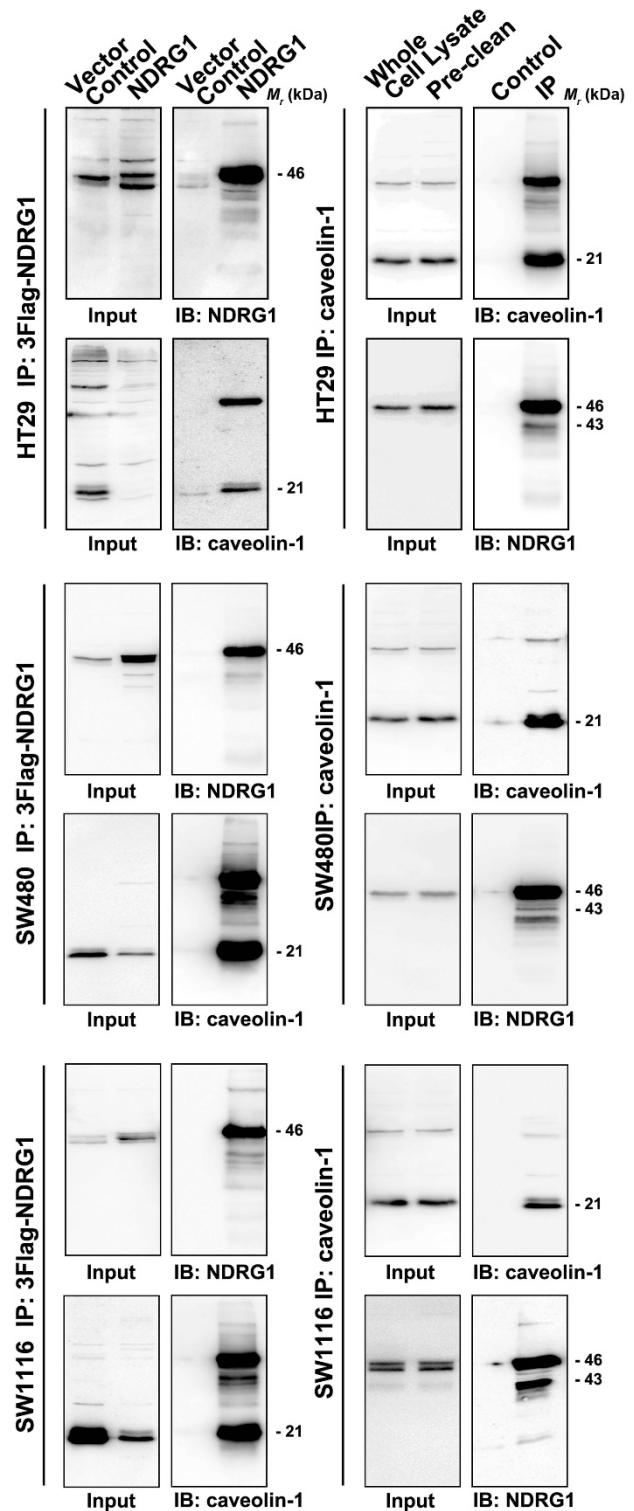 Vector
Control
NDRG1
Vector
Control
NDRG1
Mr (kDa)
Whole
Cell Lysate
Pre-clean
Control
IP
Mr (kDa)
HT29 IP: 3Flag-NDRG1
- 46
Input
IB: NDRG1
- 21
Input
IB: caveolin-1
HT29 IP: caveolin-1
- 21
Input
IB: caveolin-1
- 46
- 43
Input
IB: NDRG1
SW480 IP: 3Flag-NDRG1
- 46
Input
IB: NDRG1
- 21
Input
IB: caveolin-1
SW480IP: caveolin-1
- 21
Input
IB: caveolin-1
- 46
- 43
Input
IB: NDRG1
SW1116 IP: 3Flag-NDRG1
- 46
Input
IB: NDRG1
- 21
Input
IB: caveolin-1
SW1116 IP: caveolin-1
- 21
Input
IB: caveolin-1
- 46
- 43
Input
IB: NDRG1